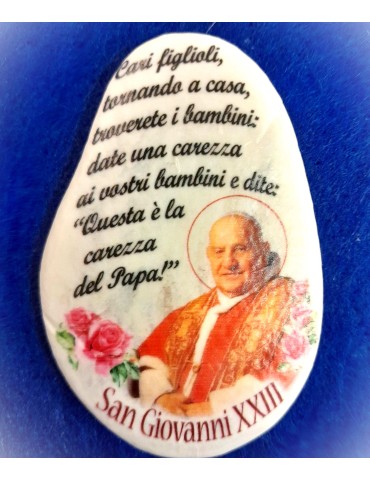 Cari figlioli,
tornando a casa,
troverete i bambini:
date una carezza
ai vostri bambini e dite:
"Questa è la
carezza
del Papa!"
San Giovanni XXIII